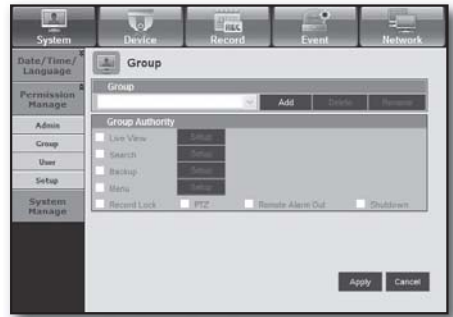 System Device Record Event Network
Date/Time/
Language
Permission
Manage
Admin
Group
User
Setup
System
Manage
Group
Group
Add Delete Rename
Group Authority
Live View Setup
Search Setup
Backup Setup
Menu Setup
Record Lock PTZ Remote Alarm Out Shutdown
Apply Cancel